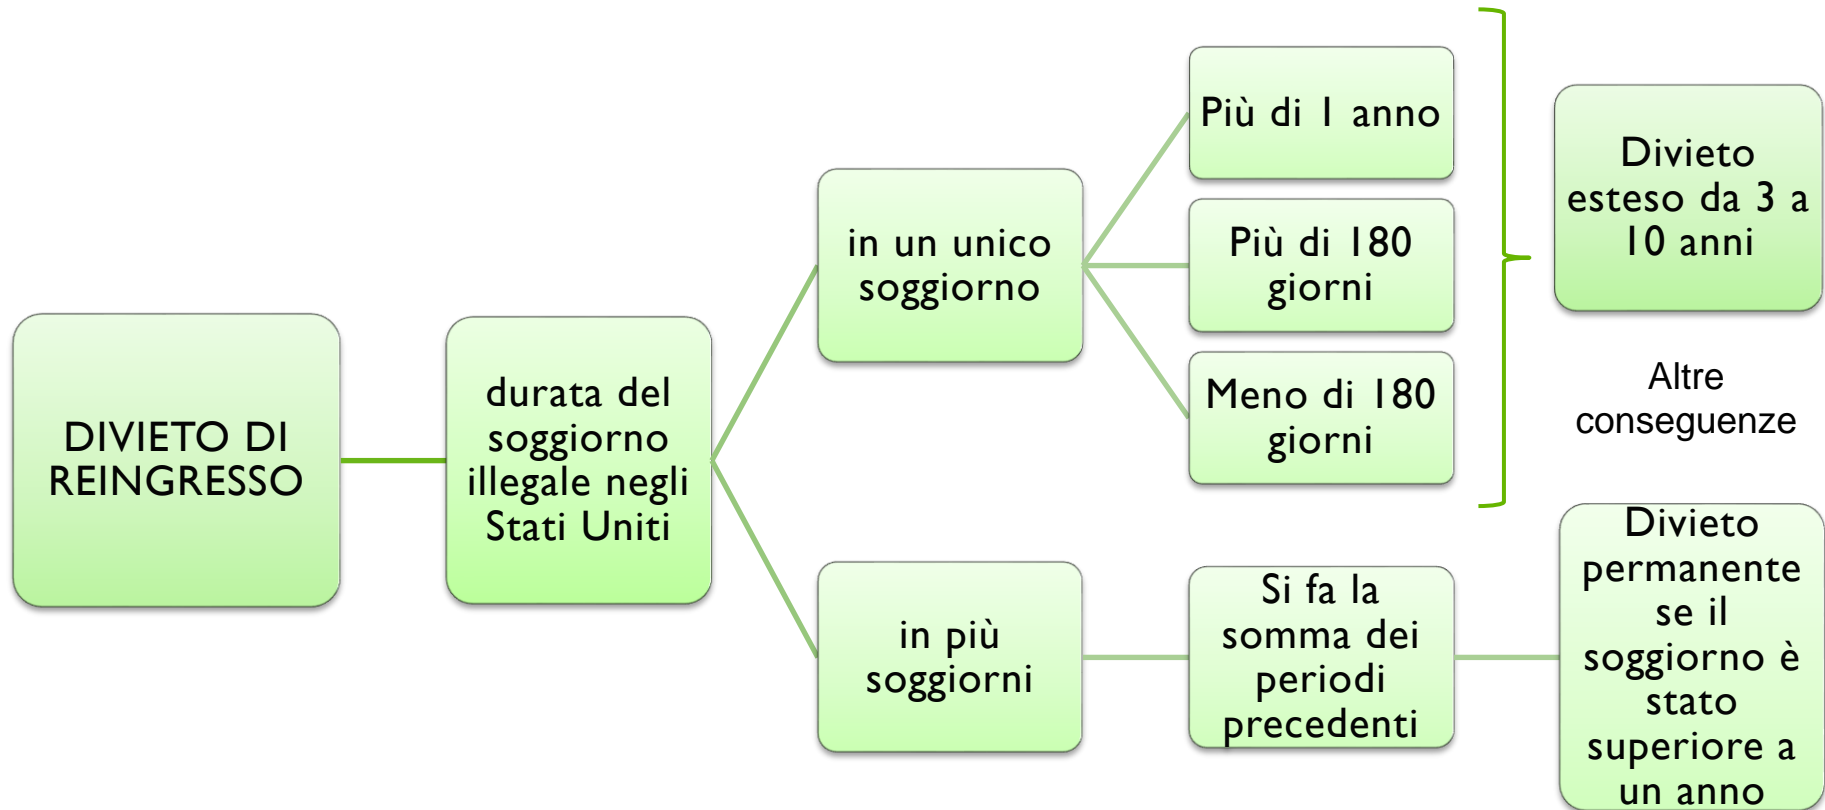 DIVIETO DI
REINGRESSO
durata del
soggiorno
illegale negli
Stati Uniti
in un unico
soggiorno
Più di 1 anno
Più di 180
giorni
Meno di 180
giorni
Divieto
esteso da 3 a
10 anni
Altre
conseguenze
in più
soggiorni
Si fa la
somma dei
periodi
precedenti
Divieto
permanente
se il
soggiorno è
stato
superiore a
un anno